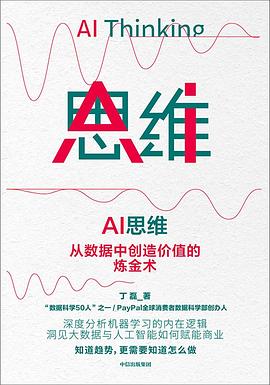 AI Thinking
思维
AI思维
从数据中创造价值的
炼金术
丁磊_著
“数据科学50人”之一 / PayPal全球消费者数据科学部创办人
深度分析机器学习的内在逻辑
洞见大数据与人工智能如何赋能商业
知道趋势,更需要知道怎么做
中信出版集团